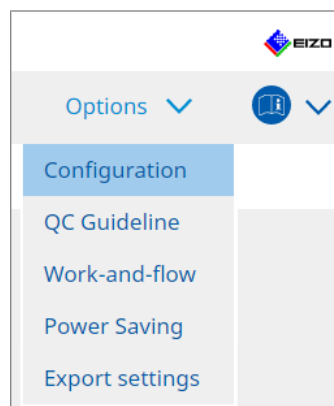 EIZO
Options
Configuration
QC Guideline
Work-and-flow
Power Saving
Export settings